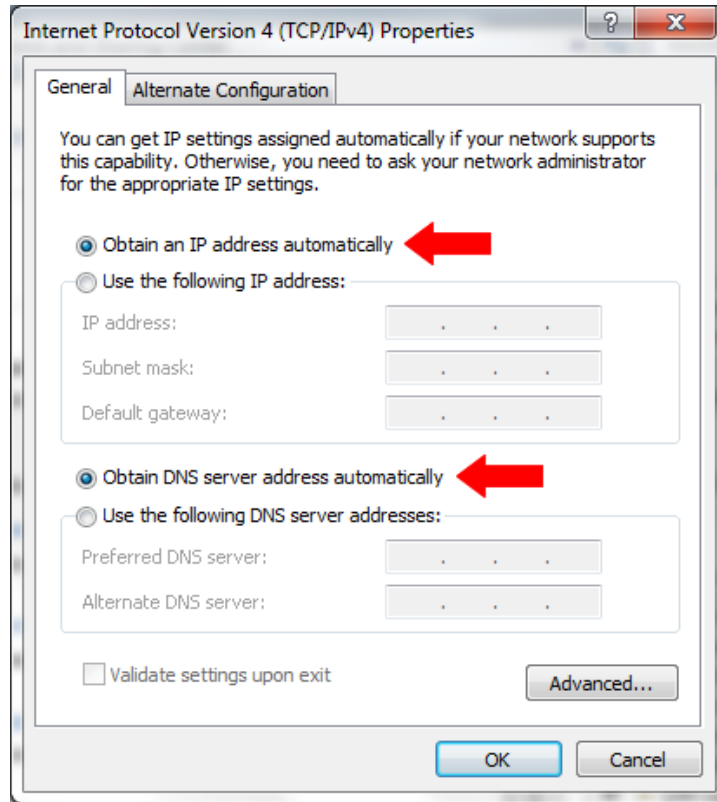 Internet Protocol Version 4 (TCP/IPv4) Properties
?
X
General
Alternate Configuration
You can get IP settings assigned automatically if your network supports
this capability. Otherwise, you need to ask your network administrator
for the appropriate IP settings.
Obtain an IP address automatically
Use the following IP address:
IP address:
. . .
Subnet mask:
. . .
Default gateway:
. . .
Obtain DNS server address automatically
Use the following DNS server addresses:
Preferred DNS server:
. . .
Alternate DNS server:
. . .
Validate settings upon exit
Advanced...
OK
Cancel